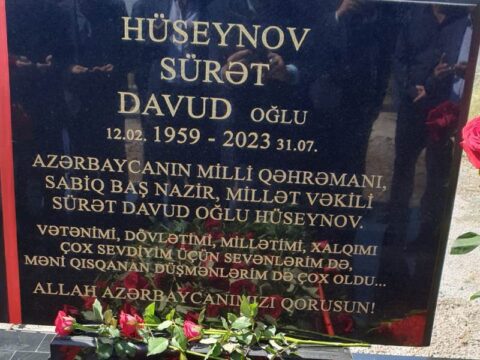 HÜSEYNOV
SÜRƏT
DAVUD OĞLU
12.02. 1959 - 2023 31.07.
AZƏRBAYCANIN MİLLİ QƏHRƏMANI,
SABİQ BAŞ NAZİR, MİLLƏT VƏKİLİ
SÜRƏT DAVUD OĞLU HÜSEYNOV.
VƏTƏNİMİ, DÖVLƏTİMİ, MİLLƏTİMİ, XALQIMI
ÇOX SEVDİYİM ÜÇÜN SEVƏNLƏRİM DƏ,
MƏNİ QISQANAN DÜŞMƏNLƏRİM DƏ ÇOX OLDU...
ALLAH AZƏRBAYCANIMIZI QORUSUN!